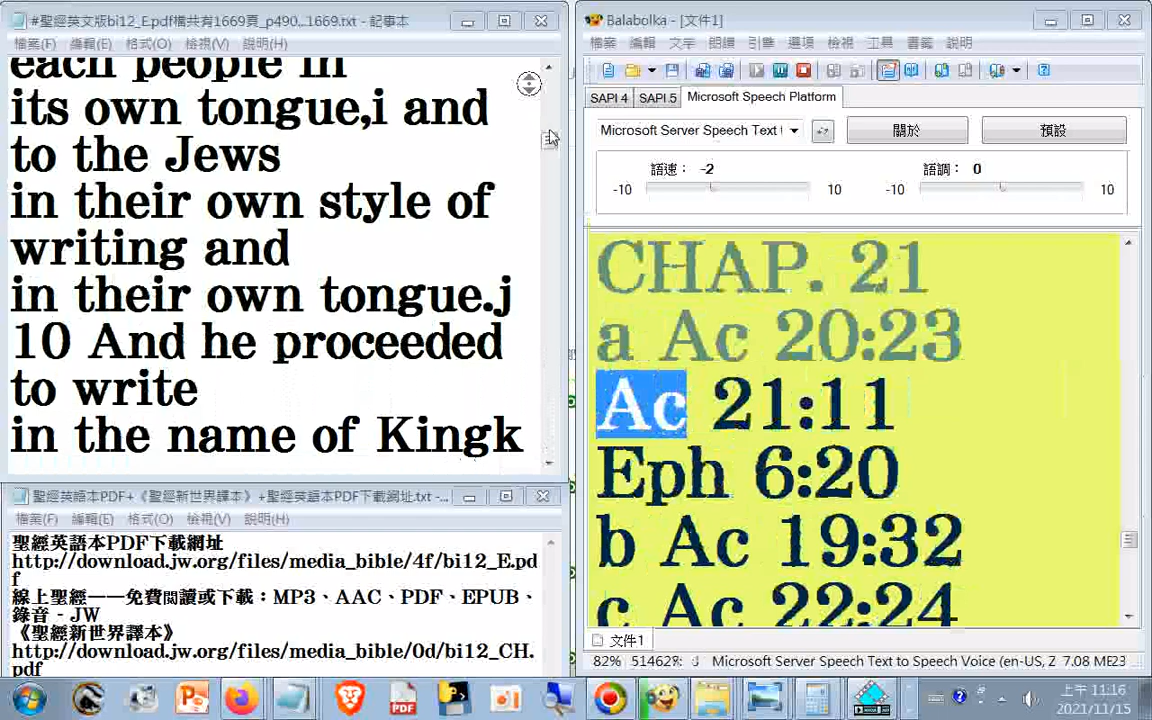 #聖經英文版bi12_E.pdf檔共有1669頁_p490...1669.txt - 記事本
檔案(F) 編輯(E) 格式(O) 檢視(V) 說明(H)
each people in
its own tongue,i and
to the Jews
in their own style of
writing and
in their own tongue.j
10 And he proceeded
to write
in the name of Kingk
聖經英語本PDF+《聖經新世界譯本》+聖經英語本PDF下載網址.txt - ...
檔案(F) 編輯(E) 格式(O) 檢視(V) 說明(H)
聖經英語本PDF下載網址
http://download.jw.org/files/media_bible/4f/bi12_E.pd
f
線上聖經——免費閱讀或下載：MP3、AAC、PDF、EPUB、
錄音 - JW
《聖經新世界譯本》
http://download.jw.org/files/media_bible/0d/bi12_CH.
pdf
Balabolka - [文件1]
檔案 編輯 文字 朗讀 引擎 選項 檢視 工具 書籤 說明
SAPI 4 SAPI 5 Microsoft Speech Platform
Microsoft Server Speech Text 關於 預設
語速： -2 語調： 0
-10 10 -10 10
CHAP. 21
a Ac 20:23
Ac 21:11
Eph 6:20
b Ac 19:32
c Ac 22:24
文件1
82% Microsoft Server Speech Text to Speech Voice (en-US, Z 7.08 ME23
PDF
上午 11:16
2021/11/15